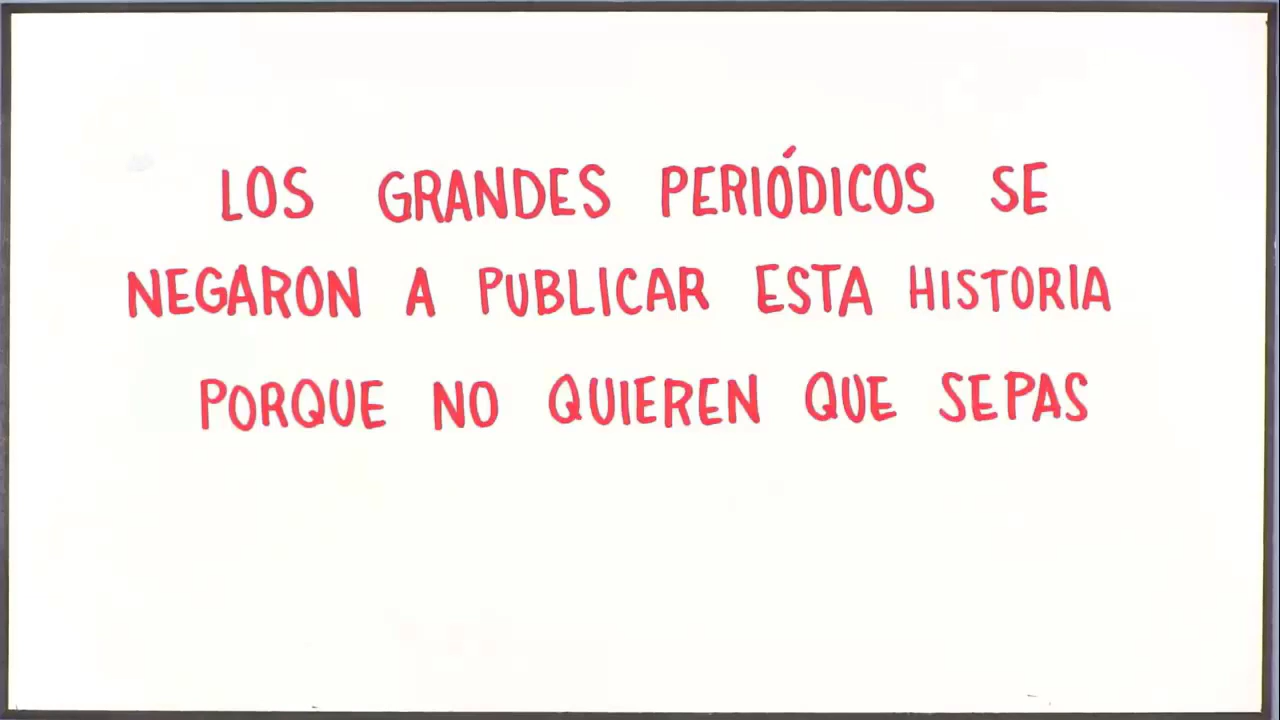 LOS GRANDES PERIÓDICOS SE
NEGARON A PUBLICAR ESTA HISTORIA
PORQUE NO QUIEREN QUE SEPAS